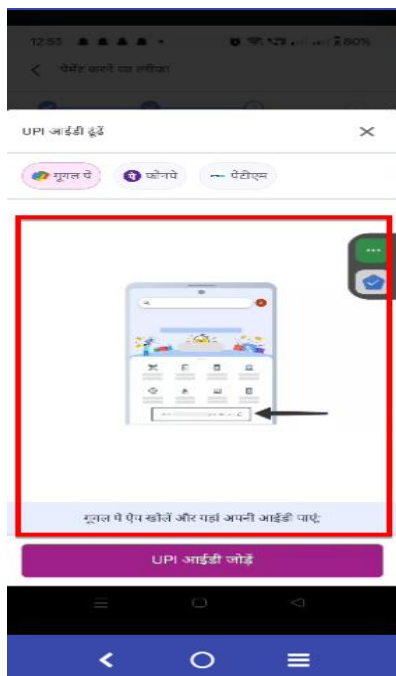 12:53
80%
पेमेंट करने का तरीका
UPI आईडी ढूंढें
गूगल पे
फोनपे
पेटीएम
गूगल पे ऐप खोलें और यहां अपनी आईडी पाएं:
UPI आईडी जोड़ें